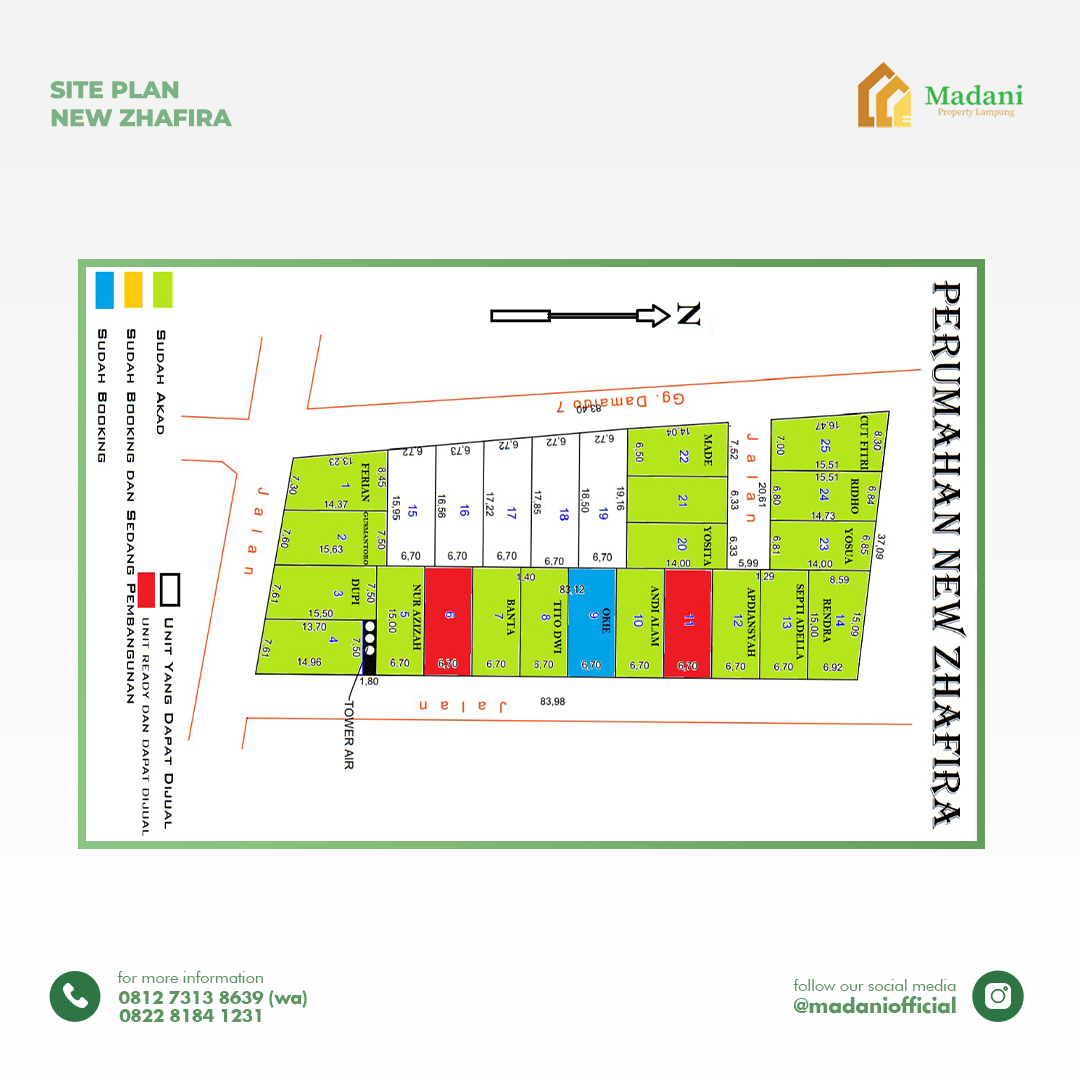 SITE PLAN
NEW ZHAFIRA
Madani
Property Lampung
PERUMAHAN NEW ZHAFIRA
N
SUDAH AKAD
SUDAH BOOKING DAN SEDANG PEMBANGUNAN
SUDAH BOOKING
UNIT YANG DAPAT DIJUAL
UNIT READY DAN DAPAT DIJUAL
Gg. Damai
7
83,40
Jalan
Jalan
Jalan
CUT FITRI
25
16,47
8,30
7,00
15,51
RIDHO
24
15,51
6,84
6,80
14,73
YOSUA
23
6,85
6,81
14,00
37,09
20,61
5,99
MADE
22
14,04
7,52
6,50
21
6,33
YOSITA
20
6,33
14,00
19
6,72
19,16
18,50
6,70
18
6,72
17,85
6,70
17
6,72
17,22
6,70
16
6,73
16,56
6,70
15
6,72
15,95
6,70
FERIAN
1
13,23
8,45
7,30
14,37
GUSMANTORO
2
7,50
7,60
15,63
DUPI
3
7,50
7,61
15,50
4
13,70
7,50
7,61
14,96
1,80
TOWER AIR
NUR AZIZAH
5
15,00
6,70
6
6,70
BANTA
7
6,70
1,40
TITO DWI
8
6,70
83,12
OKIE
9
6,70
ANDI ALAM
10
6,70
11
6,70
APDIANSYAH
12
6,70
1,29
SEPTI ADELLA
13
6,70
RENDRA
14
8,59
15,00
15,09
6,92
83,98
for more information
0812 7313 8639 (wa)
0822 8184 1231
follow our social media
@madaniofficial